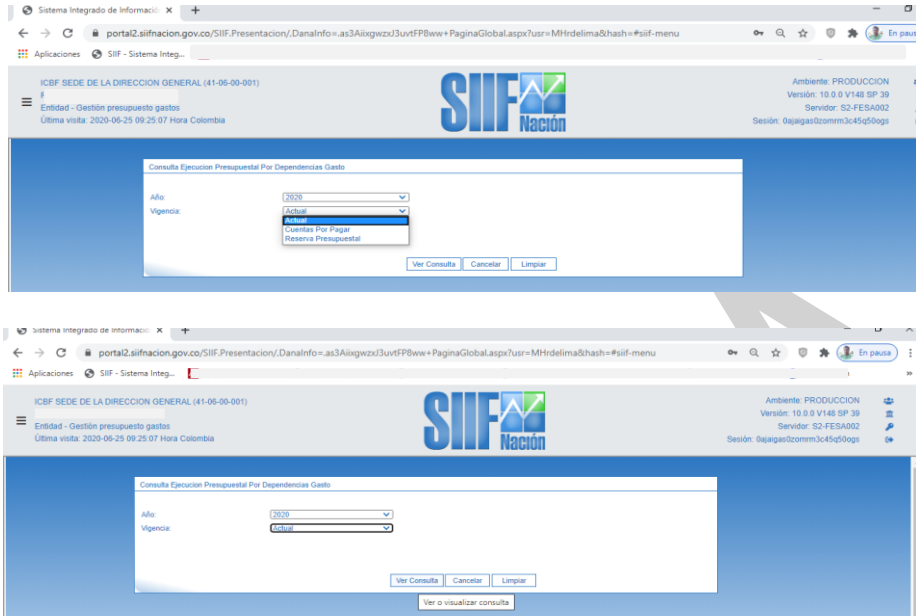 Sistema Integrado de Informació
portal2.siifnacion.gov.co/SIIF.Presentacion/.DanaInfo=.as3AiixgwzxJ3uvtFP8ww+PaginaGlobal.aspx?usr=MHrdelima&hash=#siif-menu
En paus
Aplicaciones
SIIF - Sistema Integ...
ICBF SEDE DE LA DIRECCION GENERAL (41-06-00-001)
Entidad - Gestión presupuesto gastos
Última visita: 2020-06-25 09:25:07 Hora Colombia
SIIF
Nación
Ambiente: PRODUCCION
Versión: 10.0.0 V148 SP 39
Servidor: S2-FESA002
Sesión: 0ajaigas0zomrm3c45q50ogs
Consulta Ejecucion Presupuestal Por Dependencias Gasto
Año:
2020
Vigencia:
Actual
Actual
Cuentas Por Pagar
Reserva Presupuestal
Ver Consulta
Cancelar
Limpiar
Sistema Integrado de Informació
portal2.siifnacion.gov.co/SIIF.Presentacion/.DanaInfo=.as3AiixgwzxJ3uvtFP8ww+PaginaGlobal.aspx?usr=MHrdelima&hash=#siif-menu
En pausa
Aplicaciones
SIIF - Sistema Integ...
ICBF SEDE DE LA DIRECCION GENERAL (41-06-00-001)
Entidad - Gestión presupuesto gastos
Última visita: 2020-06-25 09:25:07 Hora Colombia
SIIF
Nación
Ambiente: PRODUCCION
Versión: 10.0.0 V148 SP 39
Servidor: S2-FESA002
Sesión: 0ajaigas0zomrm3c45q50ogs
Consulta Ejecucion Presupuestal Por Dependencias Gasto
Año:
2020
Vigencia:
Actual
Ver Consulta
Cancelar
Limpiar
Ver o visualizar consulta